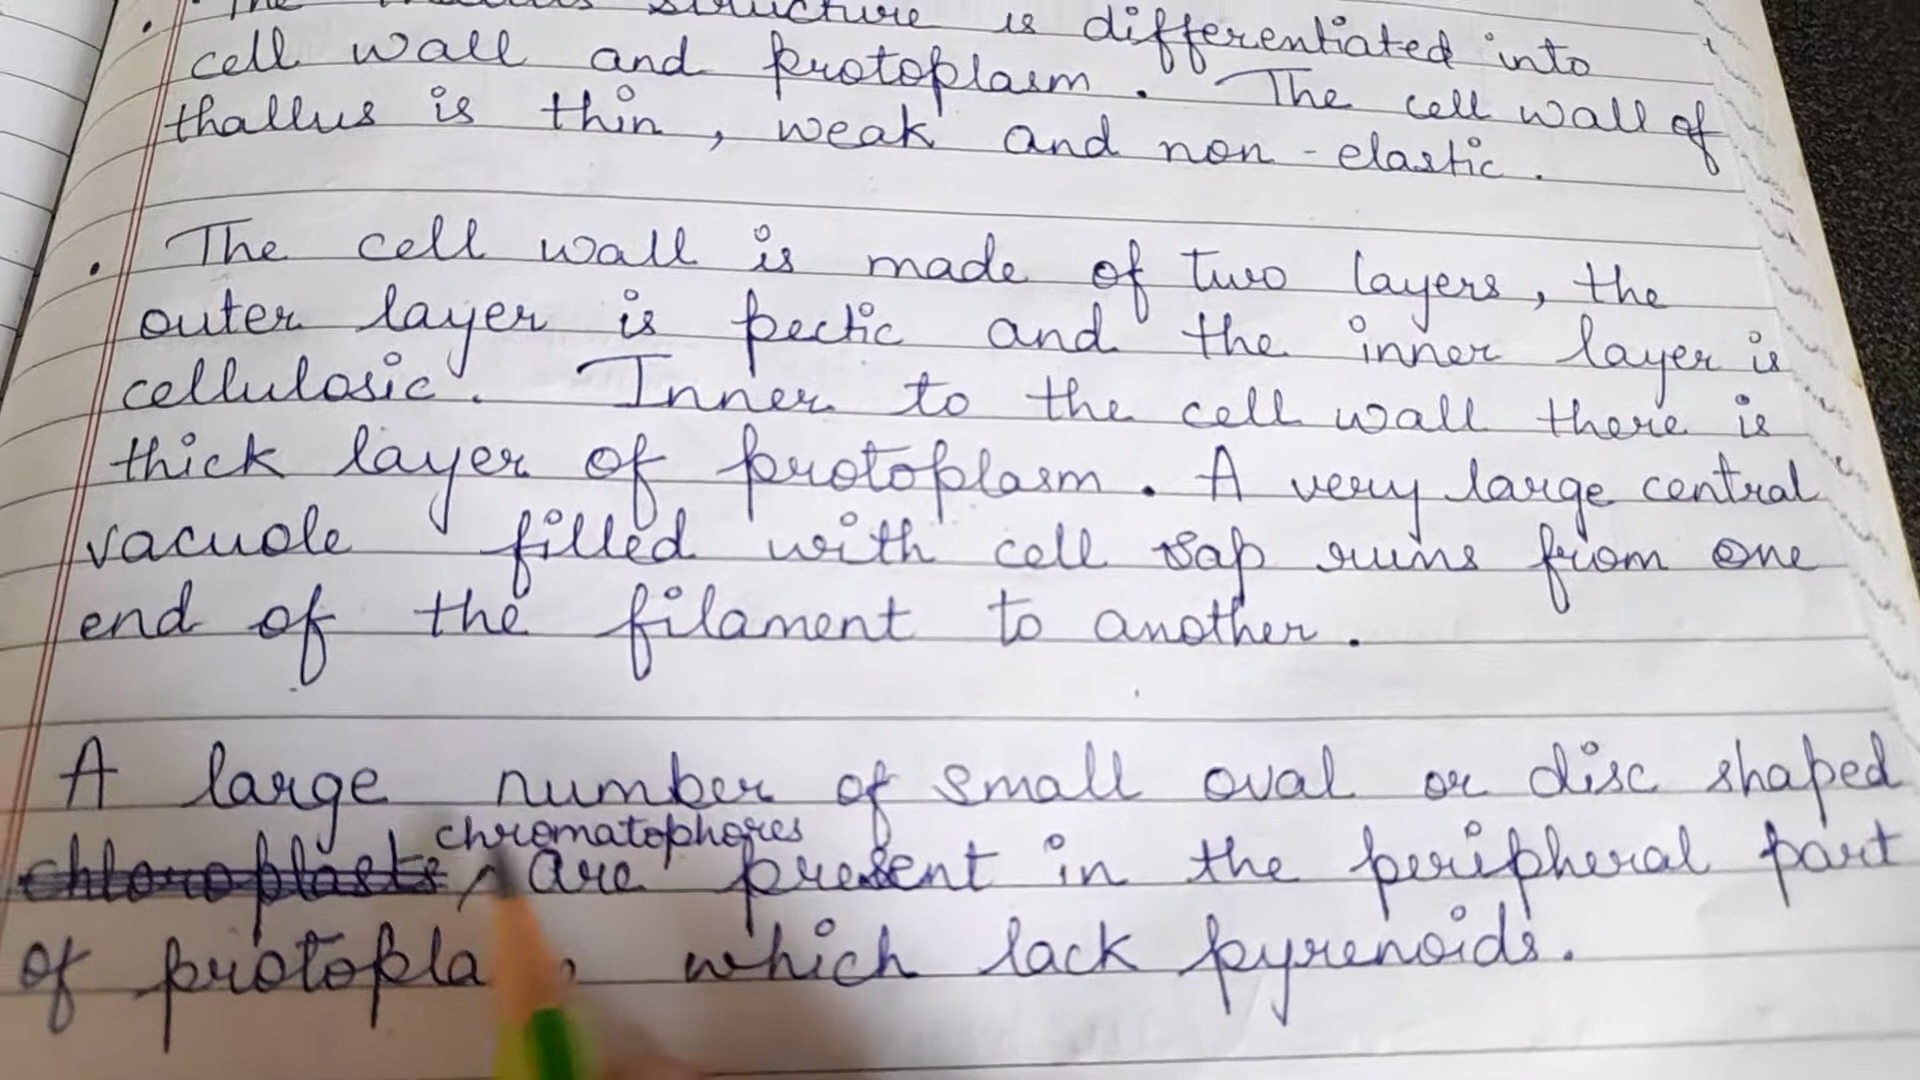 The thallus structure is differentiated into
cell wall and protoplasm. The cell wall of
thallus is thin, weak and non-elastic.
• The cell wall is made of two layers, the
outer layer is pectic and the inner layer is
cellulosic. Inner to the cell wall there is
thick layer of protoplasm. A very large central
vacuole filled with cell sap runs from one
end of the filament to another.
A large number of small oval or disc shaped
chromatophores
chloroplasts are present in the peripheral part
of protopla which lack pyrenoids.